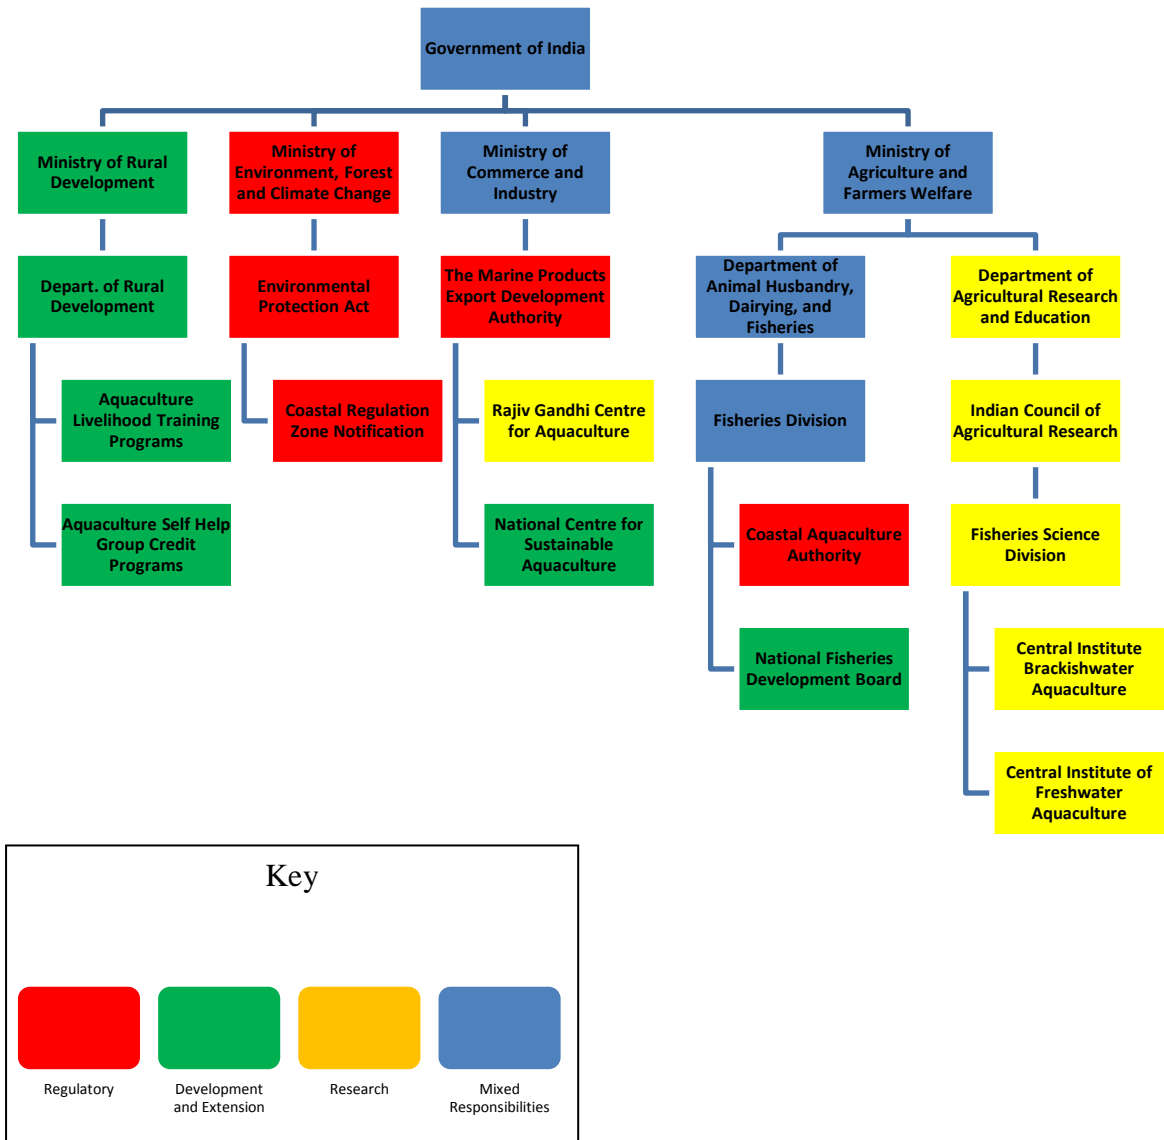 Government of India
Ministry of Rural
Development
Ministry of
Environment, Forest
and Climate Change
Ministry of
Commerce and
Industry
Ministry of
Agriculture and
Farmers Welfare
Depart. of Rural
Development
Environmental
Protection Act
The Marine Products
Export Development
Authority
Department of
Animal Husbandry,
Dairying, and
Fisheries
Department of
Agricultural Research
and Education
Aquaculture
Livelihood Training
Programs
Coastal Regulation
Zone Notification
Rajiv Gandhi Centre
for Aquaculture
Fisheries Division
Indian Council of
Agricultural Research
Aquaculture Self Help
Group Credit
Programs
National Centre for
Sustainable
Aquaculture
Coastal Aquaculture
Authority
Fisheries Science
Division
National Fisheries
Development Board
Central Institute
Brackishwater
Aquaculture
Central Institute of
Freshwater
Aquaculture
Key
Regulatory
Development
and Extension
Research
Mixed
Responsibilities